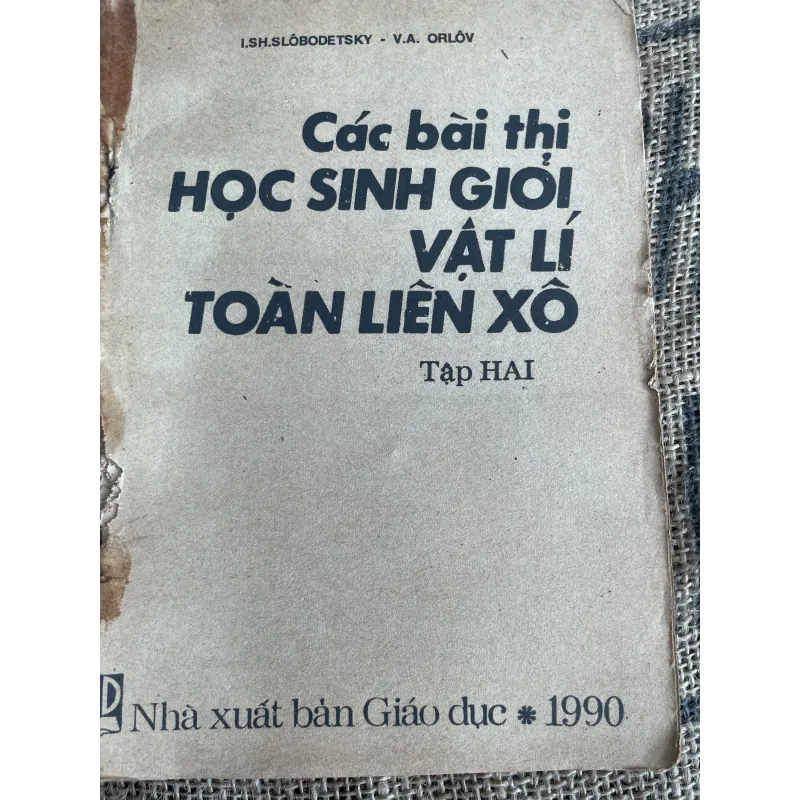 I.SH.SLÔBODETSKY - V.A. ORLÔV
Các bài thi
HỌC SINH GIỎI
VẬT LÍ
TOÀN LIÊN XÔ
Tập HAI
Nhà xuất bản Giáo dục * 1990